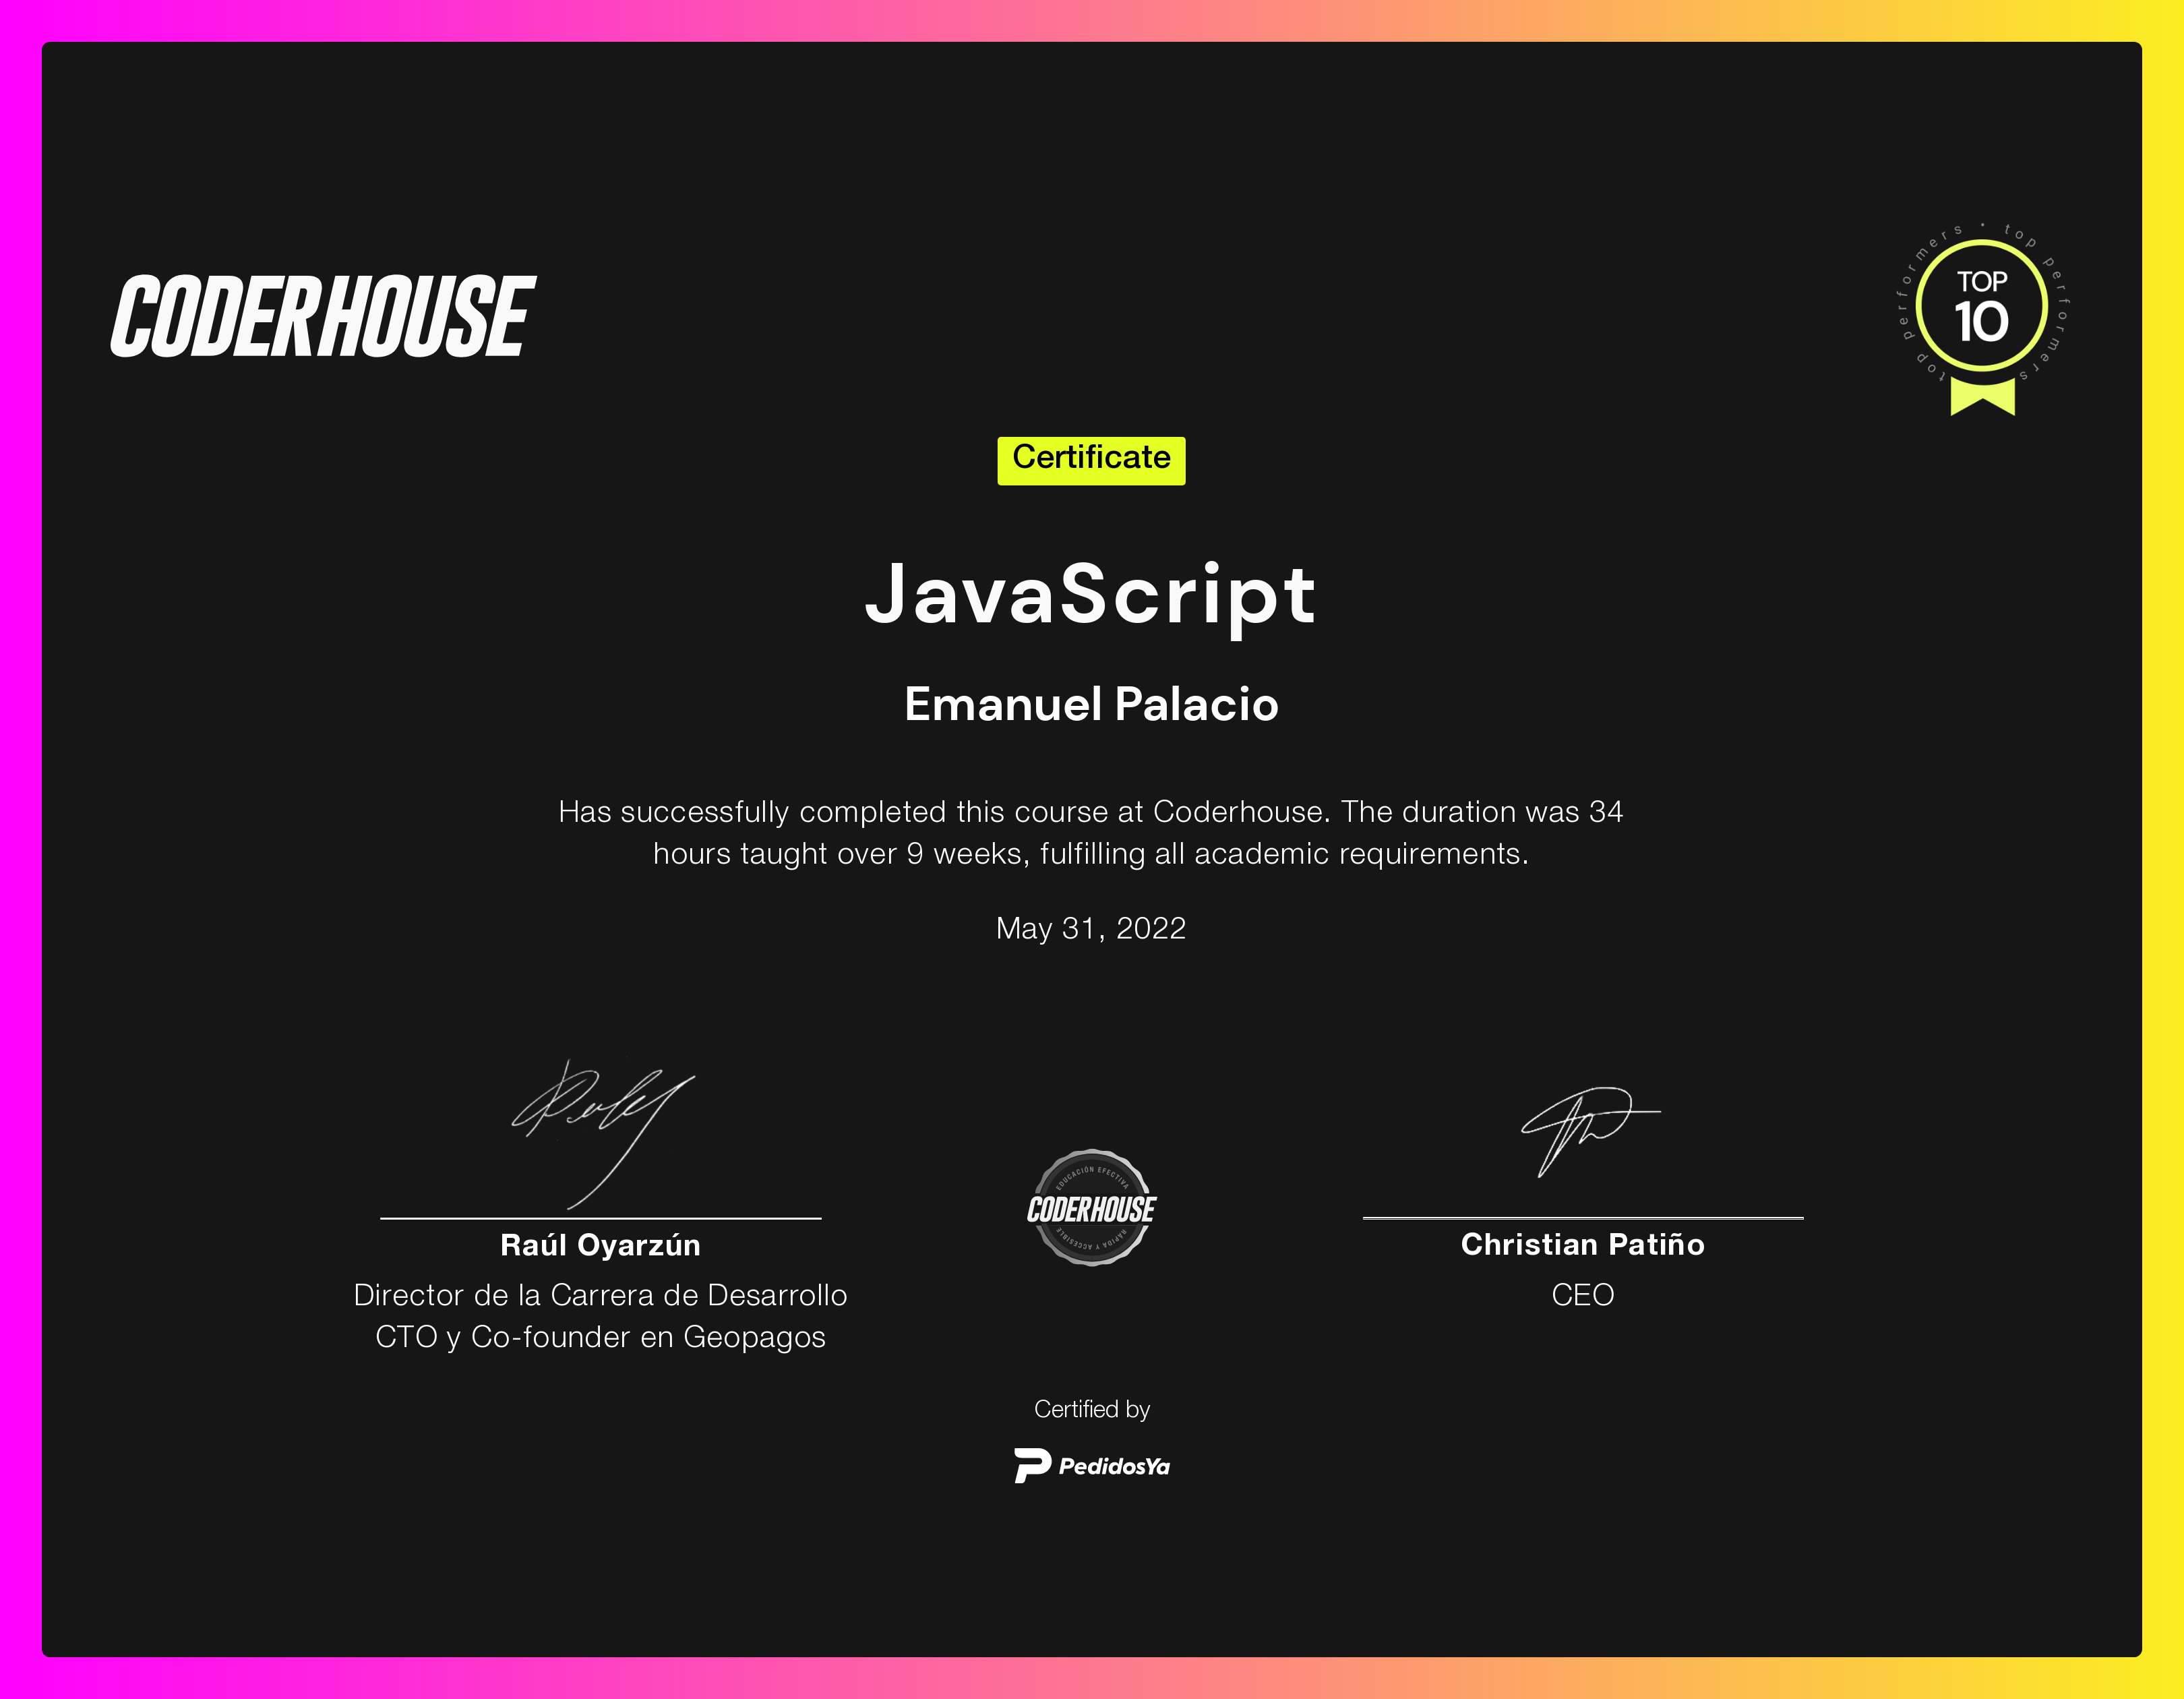 CODERHOUSE
top performers • top performers
TOP
10
Certificate
JavaScript
Emanuel Palacio
Has successfully completed this course at Coderhouse. The duration was 34
hours taught over 9 weeks, fulfilling all academic requirements.
May 31, 2022
Raúl Oyarzún
Director de la Carrera de Desarrollo
CTO y Co-founder en Geopagos
EDUCACIÓN EFECTIVA
CODERHOUSE
RÁPIDA Y ACCESIBLE
Christian Patiño
CEO
Certified by
PedidosYa